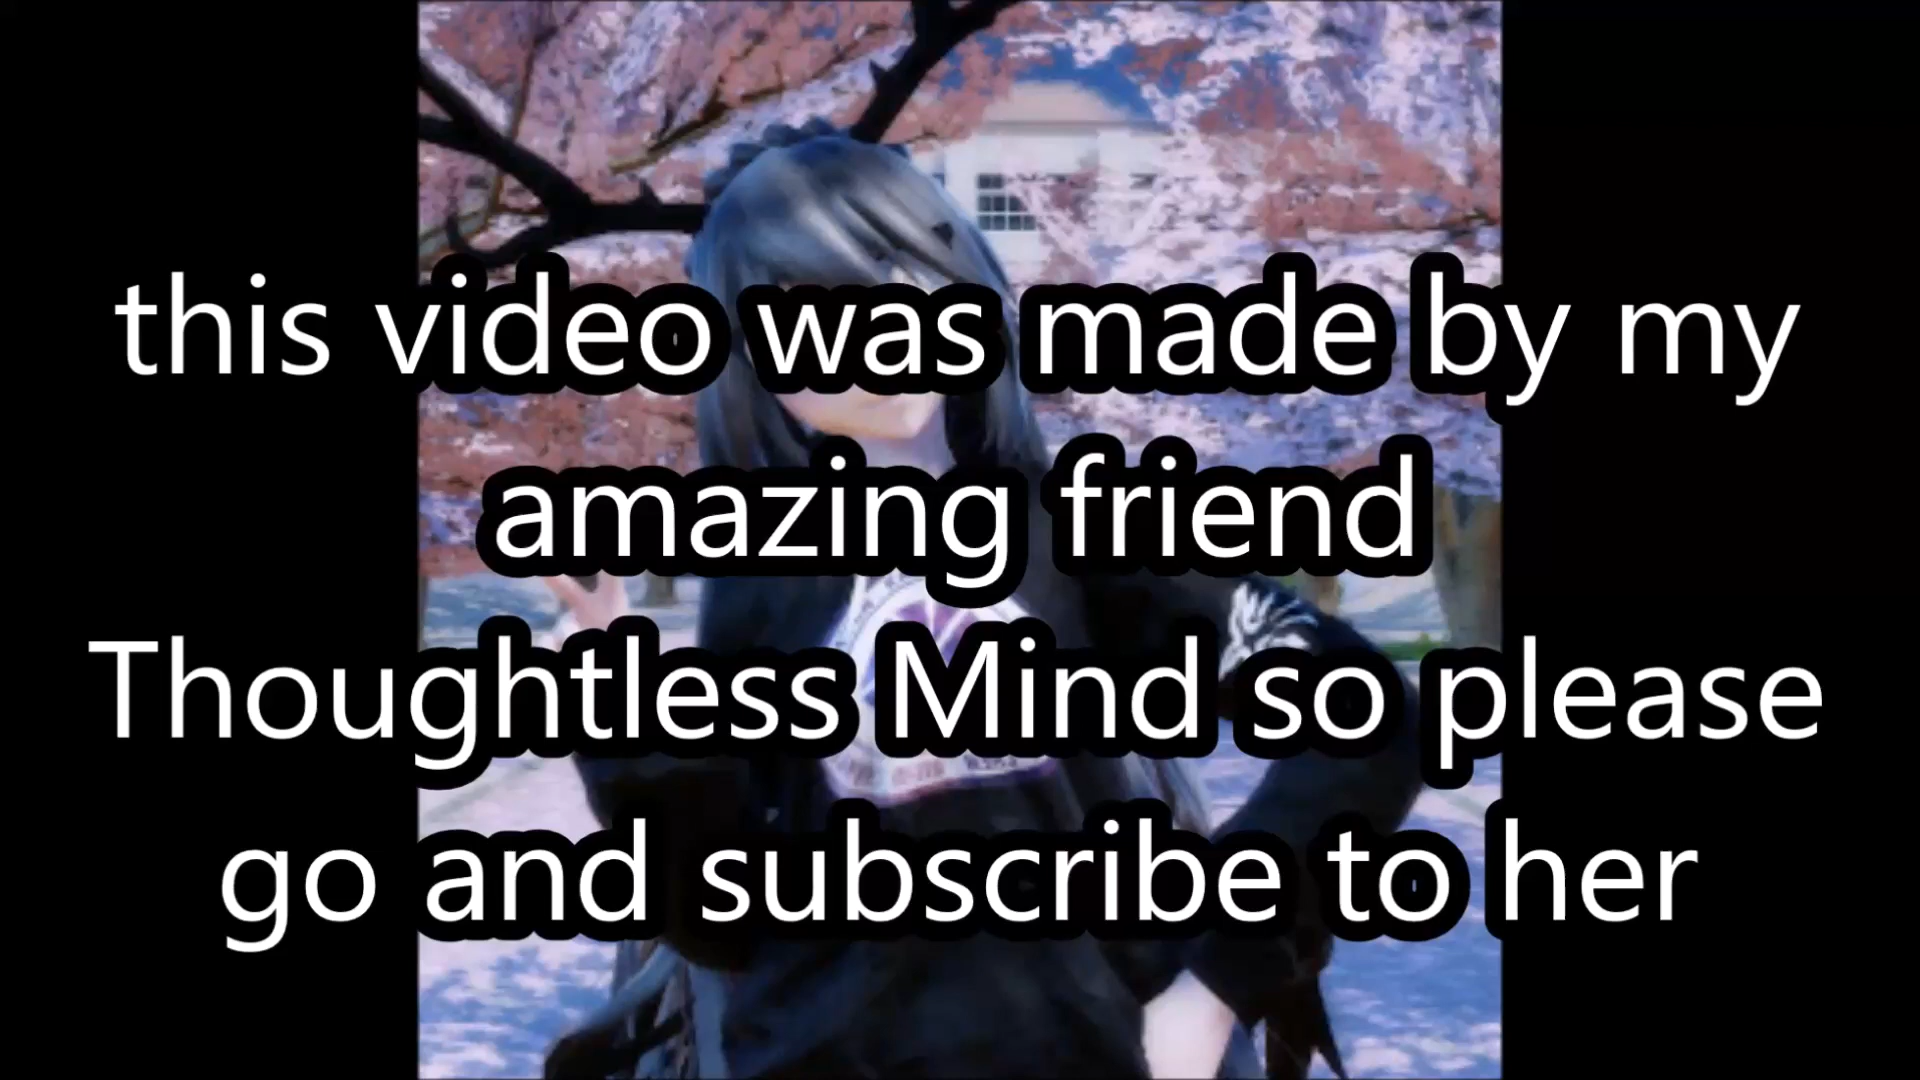 this video was made by my
amazing friend
Thoughtless Mind so please
go and subscribe to her